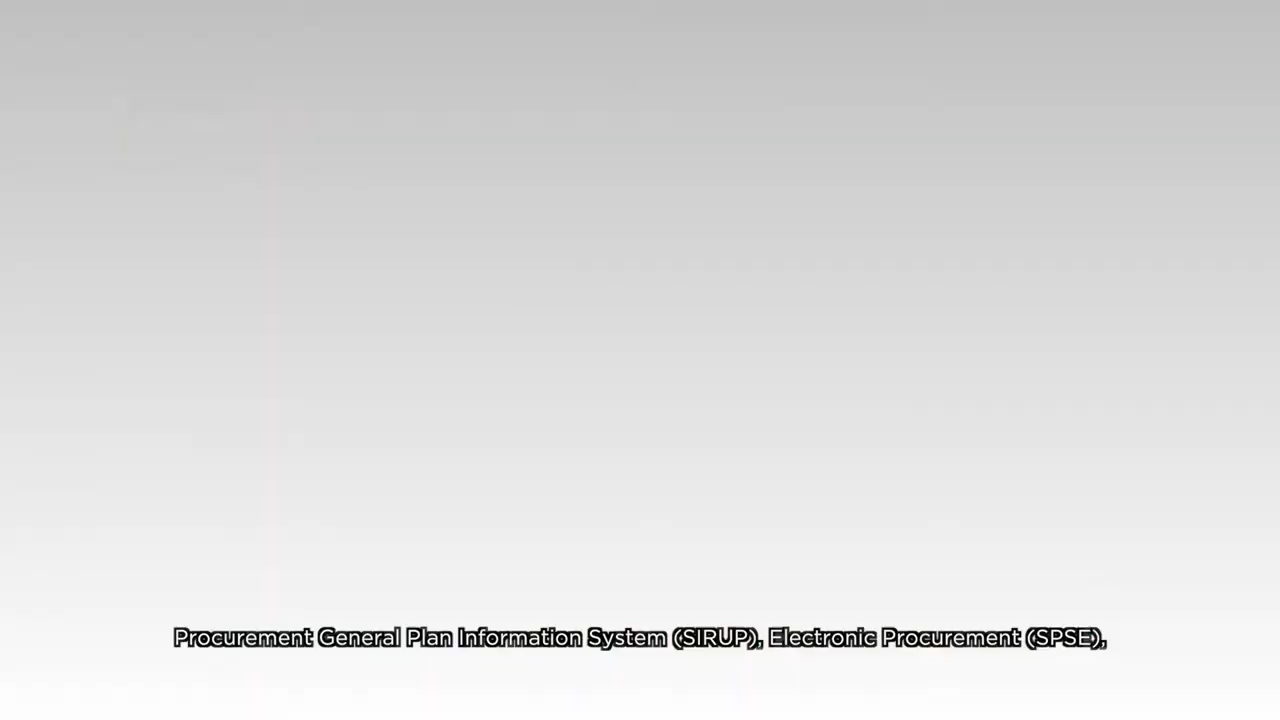 Procurement General Plan Information System (SIRUP), Electronic Procurement (SPSE),